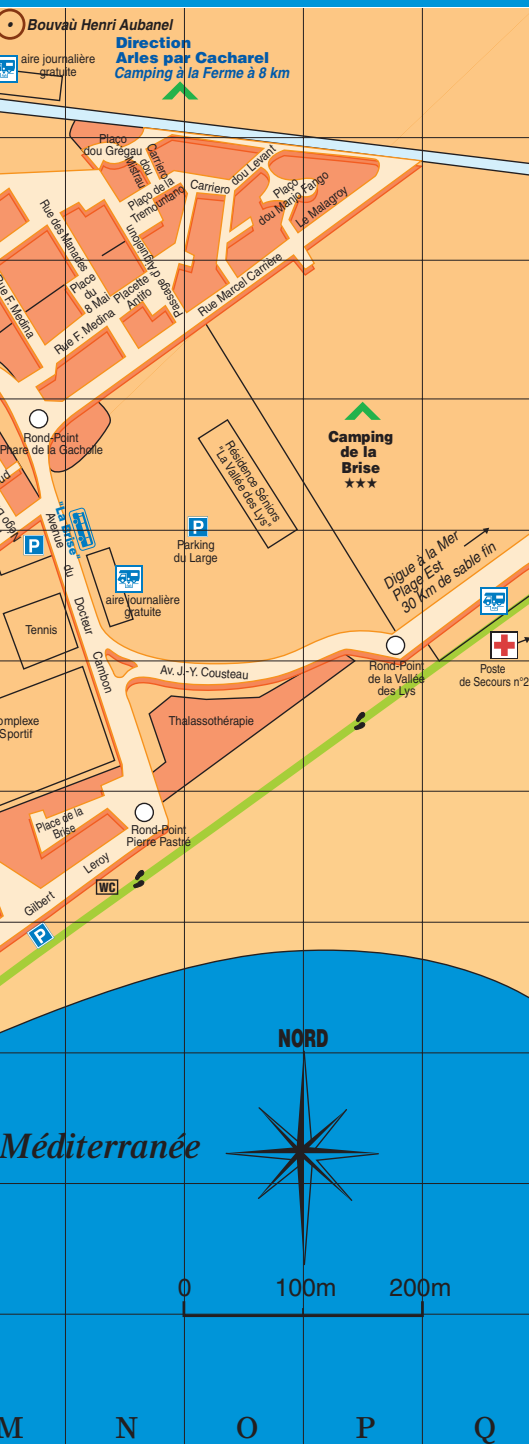 Bouvaù Henri Aubanel
Direction
Arles par Cacharel
Camping à la Ferme à 8 km
aire journalière
gratuite
Plaço
dou Grégau
Carriero
dou
Mistrau
Plaço de la
Tremountano
Carriero
dou Levant
Plaço
dou Manjo Fango
Le Malagroy
Rue des Manades
Passage d'Anglejoun
Place
du
8 Mai
Placette
Antifo
Rue F. Medina
Rue F. Medina
Rue Marcel Carrière
Rond-Point
Phare de la Gacholle
Camping
de la
Brise
★★★
Résidence Séniors
"La Vallée des Lys"
"La Brise"
P
P
Parking
du Large
Avenue du Docteur Cambon
aire journalière
gratuite
Digue à la Mer
Plage Est
30 Km de sable fin
Tennis
Av. J.-Y. Cousteau
Rond-Point
de la Vallée
des Lys
Poste
de Secours n°2
omplexe
Sportif
Thalassothérapie
Place de la
Brise
Rond-Point
Pierre Pastré
Gilbert Leroy
WC
P
NORD
Méditerranée
0 100m 200m
M N O P Q